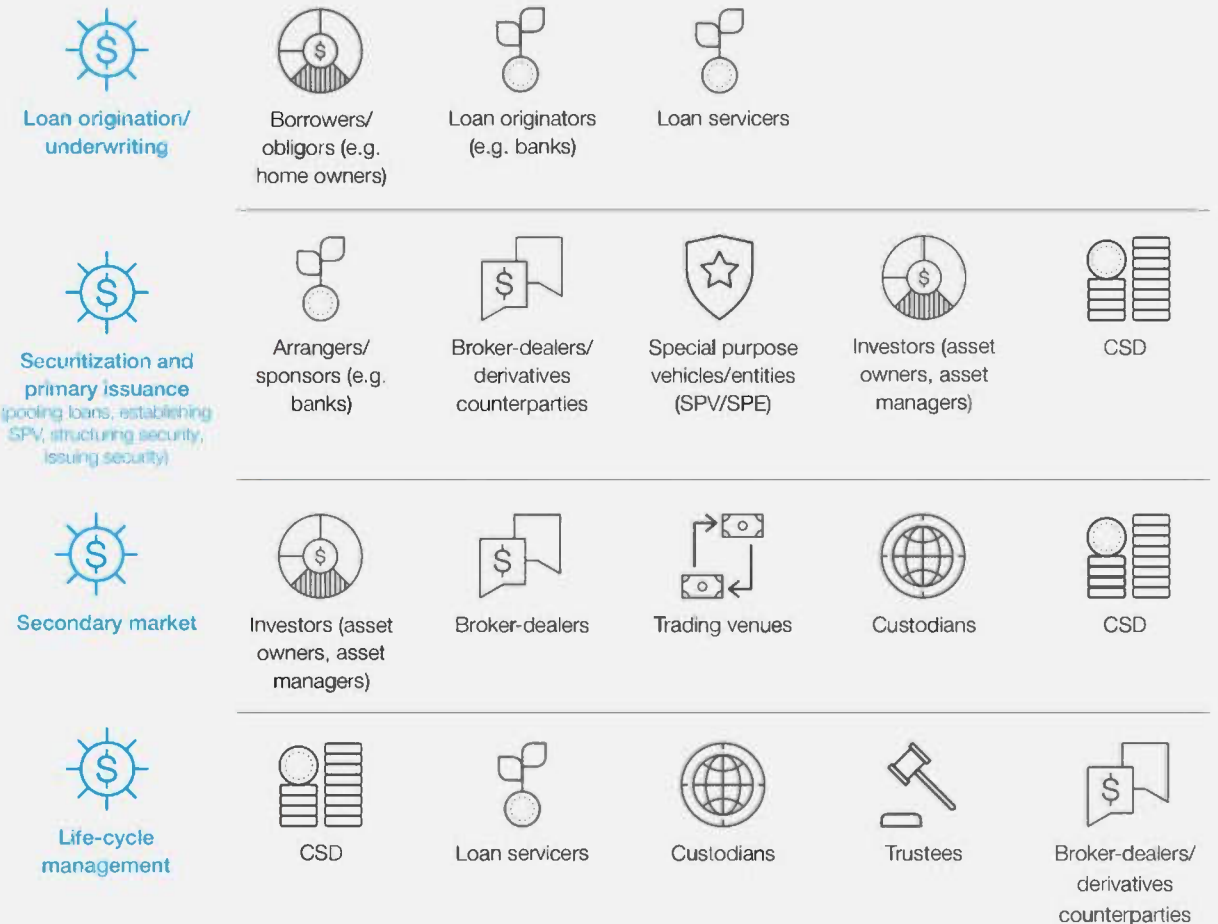 Loan origination/
underwriting
Borrowers/
obligors (e.g.
home owners)
Loan originators
(e.g. banks)
Loan servicers
Securitization and
primary issuance
(pooling loans, establishing
SPV, structuring security,
issuing security)
Arrangers/
sponsors (e.g.
banks)
Broker-dealers/
derivatives
counterparties
Special purpose
vehicles/entities
(SPV/SPE)
Investors (asset
owners, asset
managers)
CSD
Secondary market
Investors (asset
owners, asset
managers)
Broker-dealers
Trading venues
Custodians
CSD
Life-cycle
management
CSD
Loan servicers
Custodians
Trustees
Broker-dealers/
derivatives
counterparties